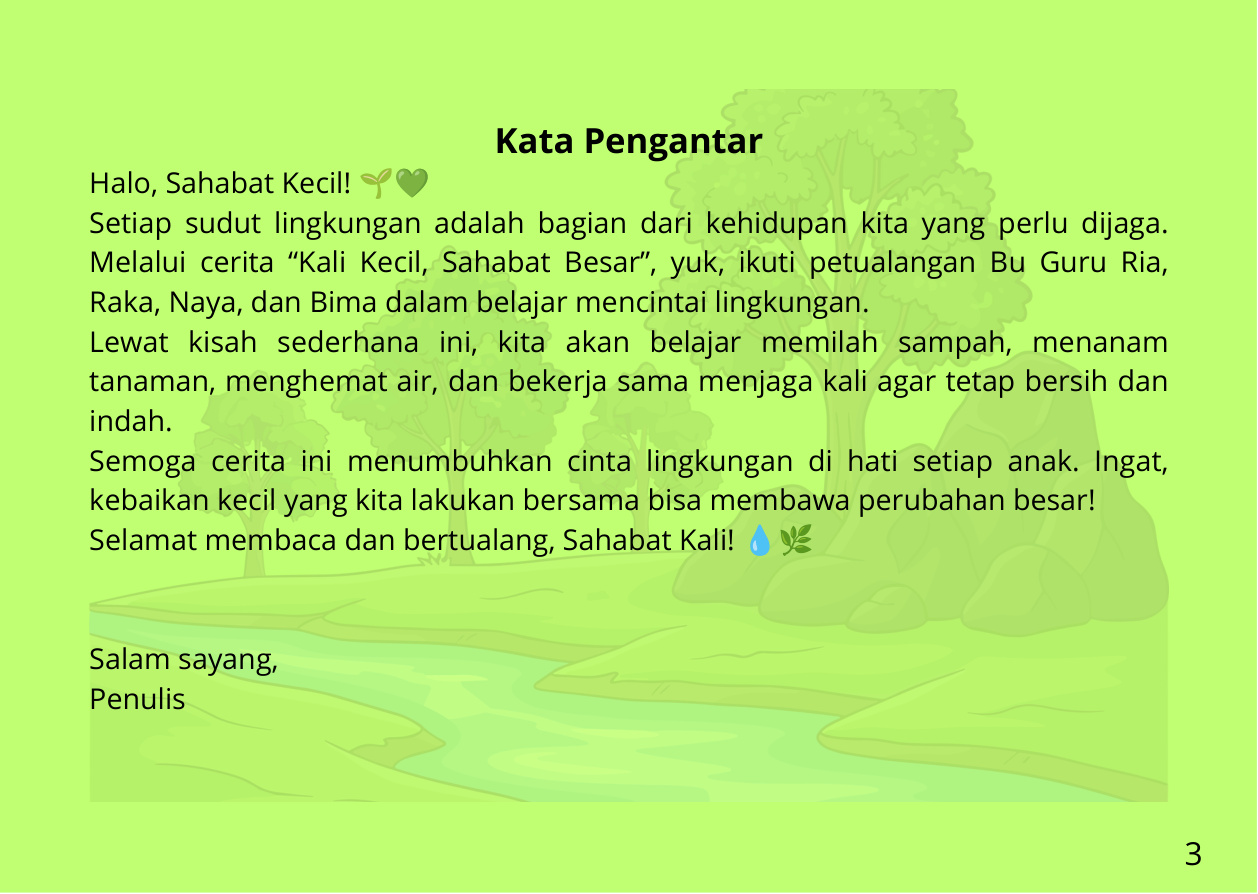 Kata Pengantar
Halo, Sahabat Kecil! 🌱💚
Setiap sudut lingkungan adalah bagian dari kehidupan kita yang perlu dijaga.
Melalui cerita “Kali Kecil, Sahabat Besar”, yuk, ikuti petualangan Bu Guru Ria,
Raka, Naya, dan Bima dalam belajar mencintai lingkungan.
Lewat kisah sederhana ini, kita akan belajar memilah sampah, menanam
tanaman, menghemat air, dan bekerja sama menjaga kali agar tetap bersih dan
indah.
Semoga cerita ini menumbuhkan cinta lingkungan di hati setiap anak. Ingat,
kebaikan kecil yang kita lakukan bersama bisa membawa perubahan besar!
Selamat membaca dan bertualang, Sahabat Kali! 💧🌿
Salam sayang,
Penulis
3